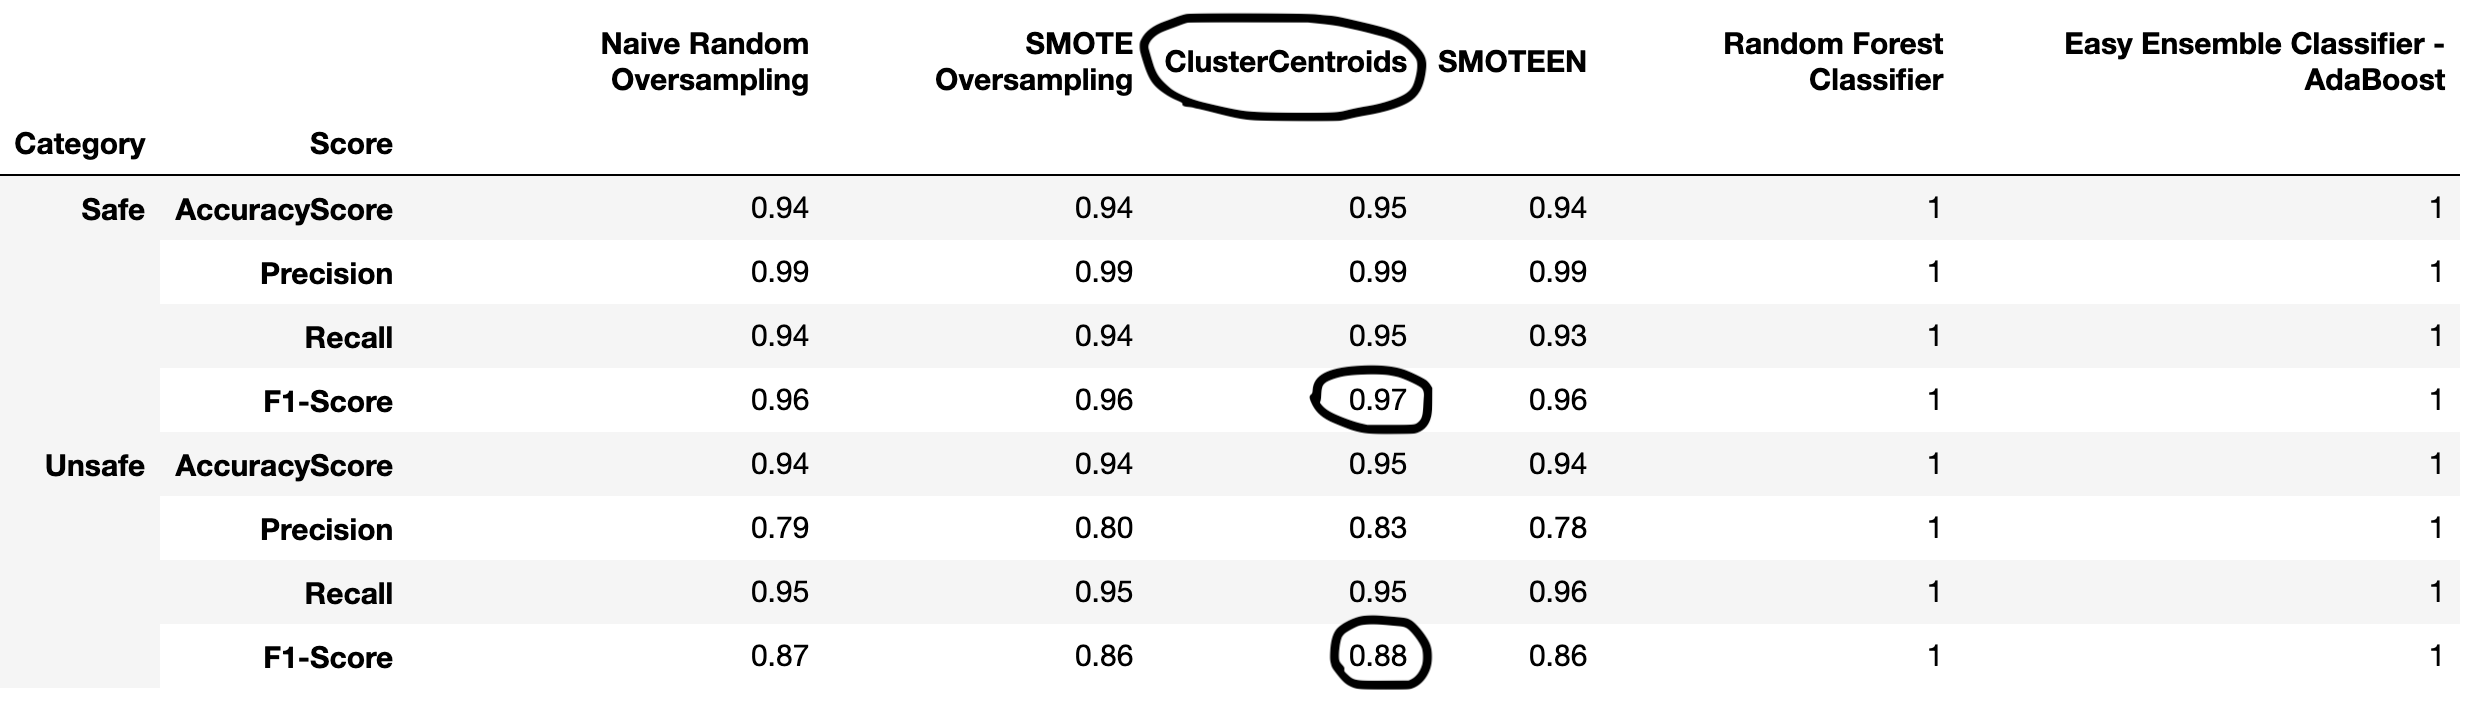 Naive Random Oversampling SMOTE Oversampling ClusterCentroids SMOTEEN Random Forest Classifier Easy Ensemble Classifier - AdaBoost
Category Score
Safe AccuracyScore 0.94 0.94 0.95 0.94 1 1
Precision 0.99 0.99 0.99 0.99 1 1
Recall 0.94 0.94 0.95 0.93 1 1
F1-Score 0.96 0.96 0.97 0.96 1 1
Unsafe AccuracyScore 0.94 0.94 0.95 0.94 1 1
Precision 0.79 0.80 0.83 0.78 1 1
Recall 0.95 0.95 0.95 0.96 1 1
F1-Score 0.87 0.86 0.88 0.86 1 1